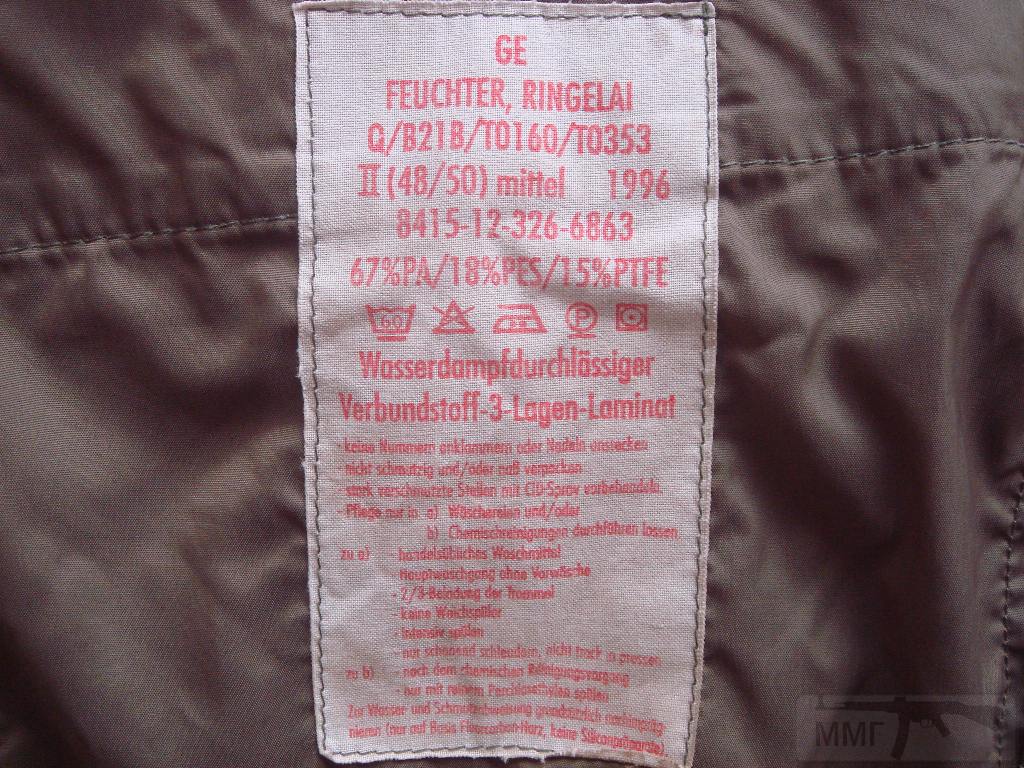 GE
FEUCHTER, RINGELAI
Q/B21B/T0160/T0353
II (48/50) mittel 1996
8415-12-326-6863
67%PA/18%PES/15%PTFE
60 P
Wasserdampfdurchlässiger
Verbundstoff-3-Lagen-Laminat
- keine Nummern anklammern oder Nadeln anstecken
- nicht schmutzig und/oder naß verpacken
- stark verschmutzte Stellen mit CID-Spray vorbehandeln.
- Pflege nur in a) Wäschereien und/oder
b) Chemischreinigungen durchführen lassen.
zu a) - handelsübliches Waschmittel
- Hauptwaschgang ohne Vorwäsche
- 2/3-Beladung der Trommel
- keine Weichspüler
- intensiv spülen
- nur schonend schleudern, nicht trock'n pressen
zu b) - nach dem chemischen Reinigungsvorgang
- nur mit reinem Perchlorethylen spülen
Zur Wasser- und Schmutzabweisung grundsätzlich nachimpräg-
nieren (nur auf Basis Fluorcarbon-Harz, keine Silikonpräparate)
ММГ